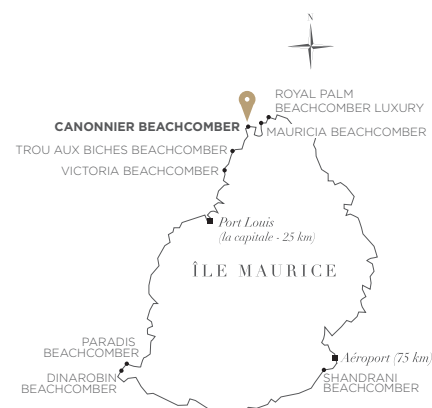 N
ROYAL PALM
BEACHCOMBER LUXURY
CANONNIER BEACHCOMBER
MAURICIA BEACHCOMBER
TROU AUX BICHES BEACHCOMBER
VICTORIA BEACHCOMBER
Port Louis
(la capitale - 25 km)
ÎLE MAURICE
PARADIS
BEACHCOMBER
Aéroport (75 km)
DINAROBIN
BEACHCOMBER
SHANDRANI
BEACHCOMBER